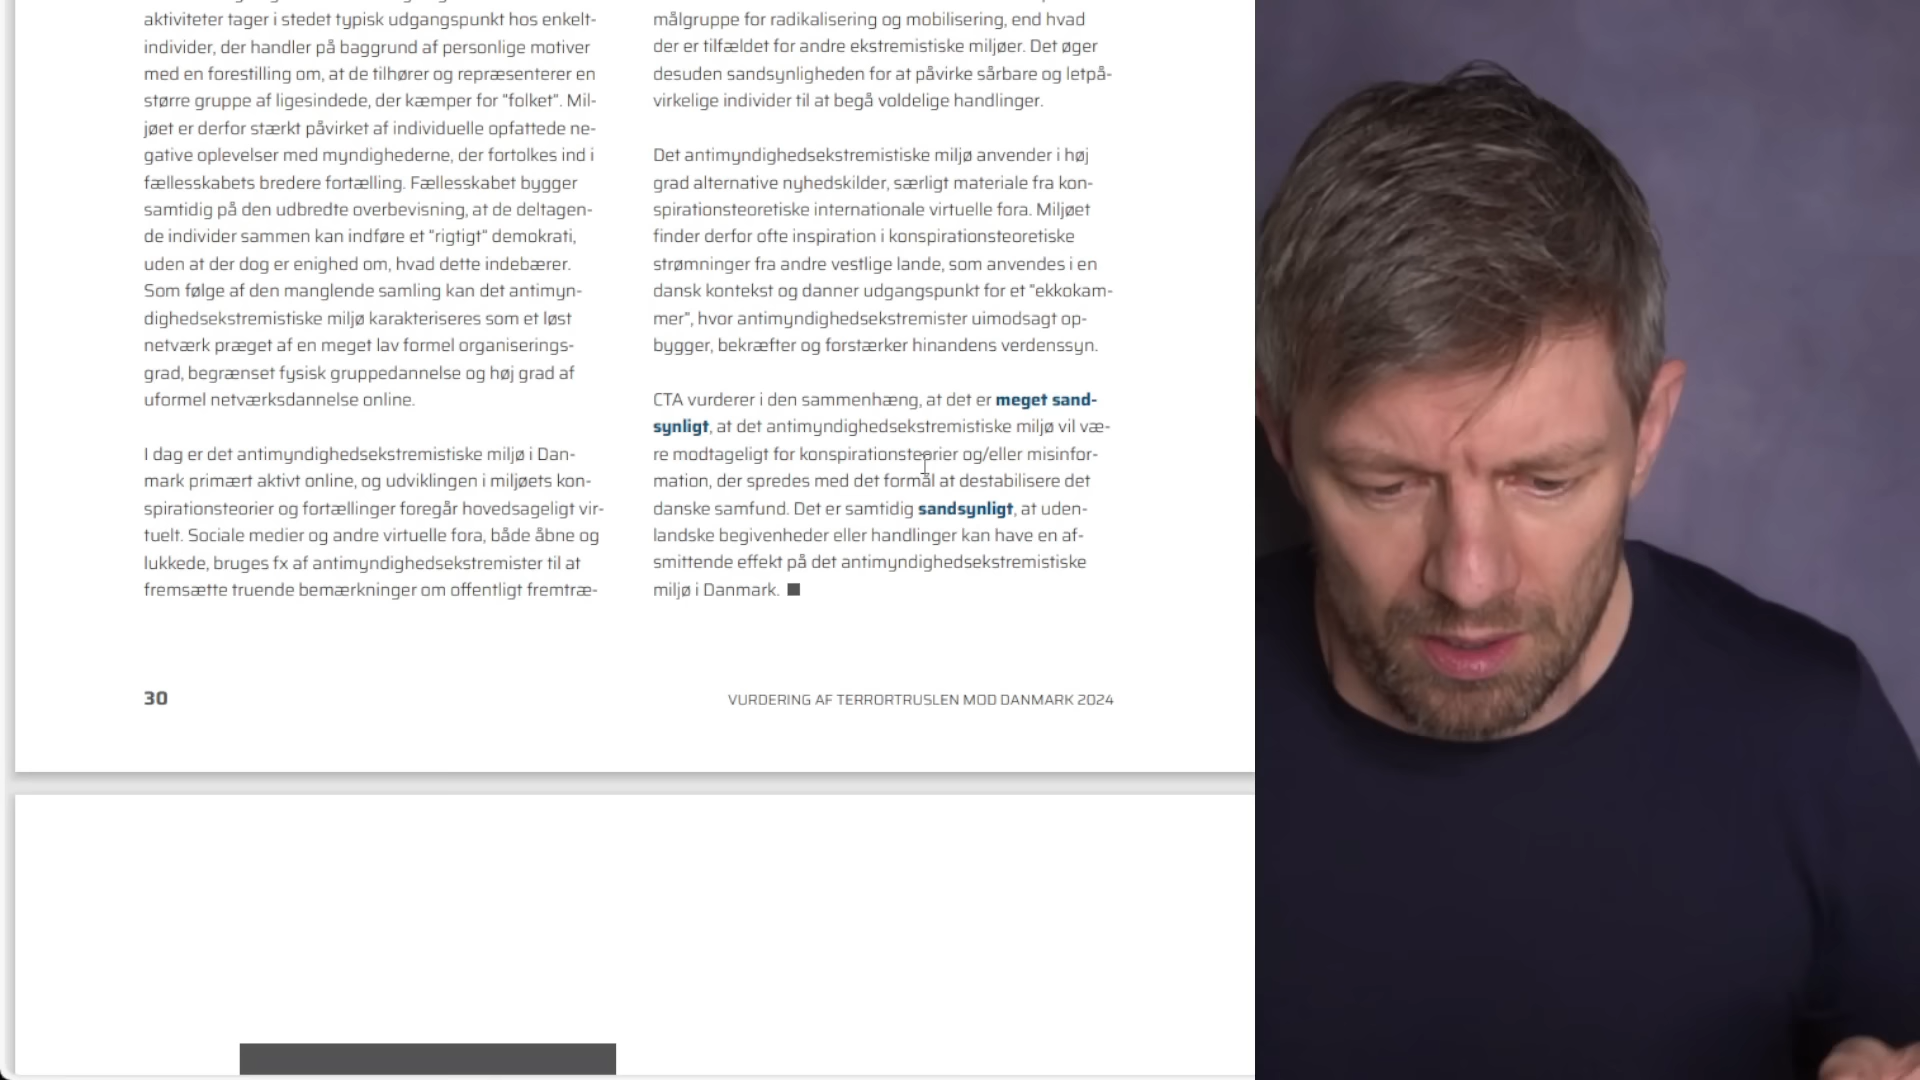 aktiviteter tager i stedet typisk udgangspunkt hos enkelt-
individer, der handler på baggrund af personlige motiver
med en forestilling om, at de tilhører og repræsenterer en
større gruppe af ligesindede, der kæmper for "folket". Mil-
jøet er derfor stærkt påvirket af individuelle opfattede ne-
gative oplevelser med myndighederne, der fortolkes ind i
fællesskabets bredere fortælling. Fællesskabet bygger
samtidig på den udbredte overbevisning, at de deltagen-
de individer sammen kan indføre et "rigtigt" demokrati,
uden at der dog er enighed om, hvad dette indebærer.
Som følge af den manglende samling kan det antimyn-
dighedsekstremistiske miljø karakteriseres som et løst
netværk præget af en meget lav formel organiserings-
grad, begrænset fysisk gruppedannelse og høj grad af
uformel netværksdannelse online.
I dag er det antimyndighedsekstremistiske miljø i Dan-
mark primært aktivt online, og udviklingen i miljøets kon-
spirationsteorier og fortællinger foregår hovedsageligt vir-
tuelt. Sociale medier og andre virtuelle fora, både åbne og
lukkede, bruges fx af antimyndighedsekstremister til at
fremsætte truende bemærkninger om offentligt fremtræ-
målgruppe for radikalisering og mobilisering, end hvad
der er tilfældet for andre ekstremistiske miljøer. Det øger
desuden sandsynligheden for at påvirke sårbare og letpå-
virkelige individer til at begå voldelige handlinger.
Det antimyndighedsekstremistiske miljø anvender i høj
grad alternative nyhedskilder, særligt materiale fra kon-
spirationsteoretiske internationale virtuelle fora. Miljøet
finder derfor ofte inspiration i konspirationsteoretiske
strømninger fra andre vestlige lande, som anvendes i en
dansk kontekst og danner udgangspunkt for et "ekkokam-
mer", hvor antimyndighedsekstremister uimodsagt op-
bygger, bekræfter og forstærker hinandens verdenssyn.
CTA vurderer i den sammenhæng, at det er meget sand-
synligt, at det antimyndighedsekstremistiske miljø vil væ-
re modtageligt for konspirationsteorier og/eller misinfor-
mation, der spredes med det formål at destabilisere det
danske samfund. Det er samtidig sandsynligt, at uden-
landske begivenheder eller handlinger kan have en af-
smittende effekt på det antimyndighedsekstremistiske
miljø i Danmark.
30
VURDERING AF TERRORTRUSLEN MOD DANMARK 2024